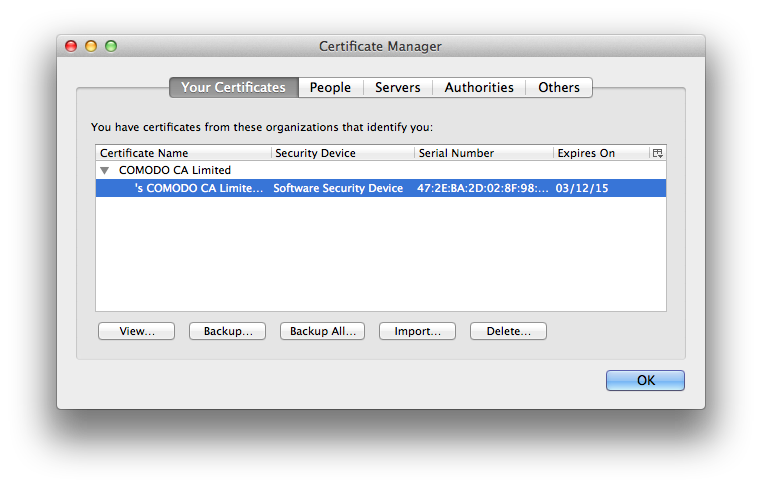 Certificate Manager
Your Certificates People Servers Authorities Others
You have certificates from these organizations that identify you:
Certificate Name Security Device Serial Number Expires On
COMODO CA Limited
's COMODO CA Limite... Software Security Device 47:2E:BA:2D:02:8F:98:... 03/12/15
View... Backup... Backup All... Import... Delete...
OK